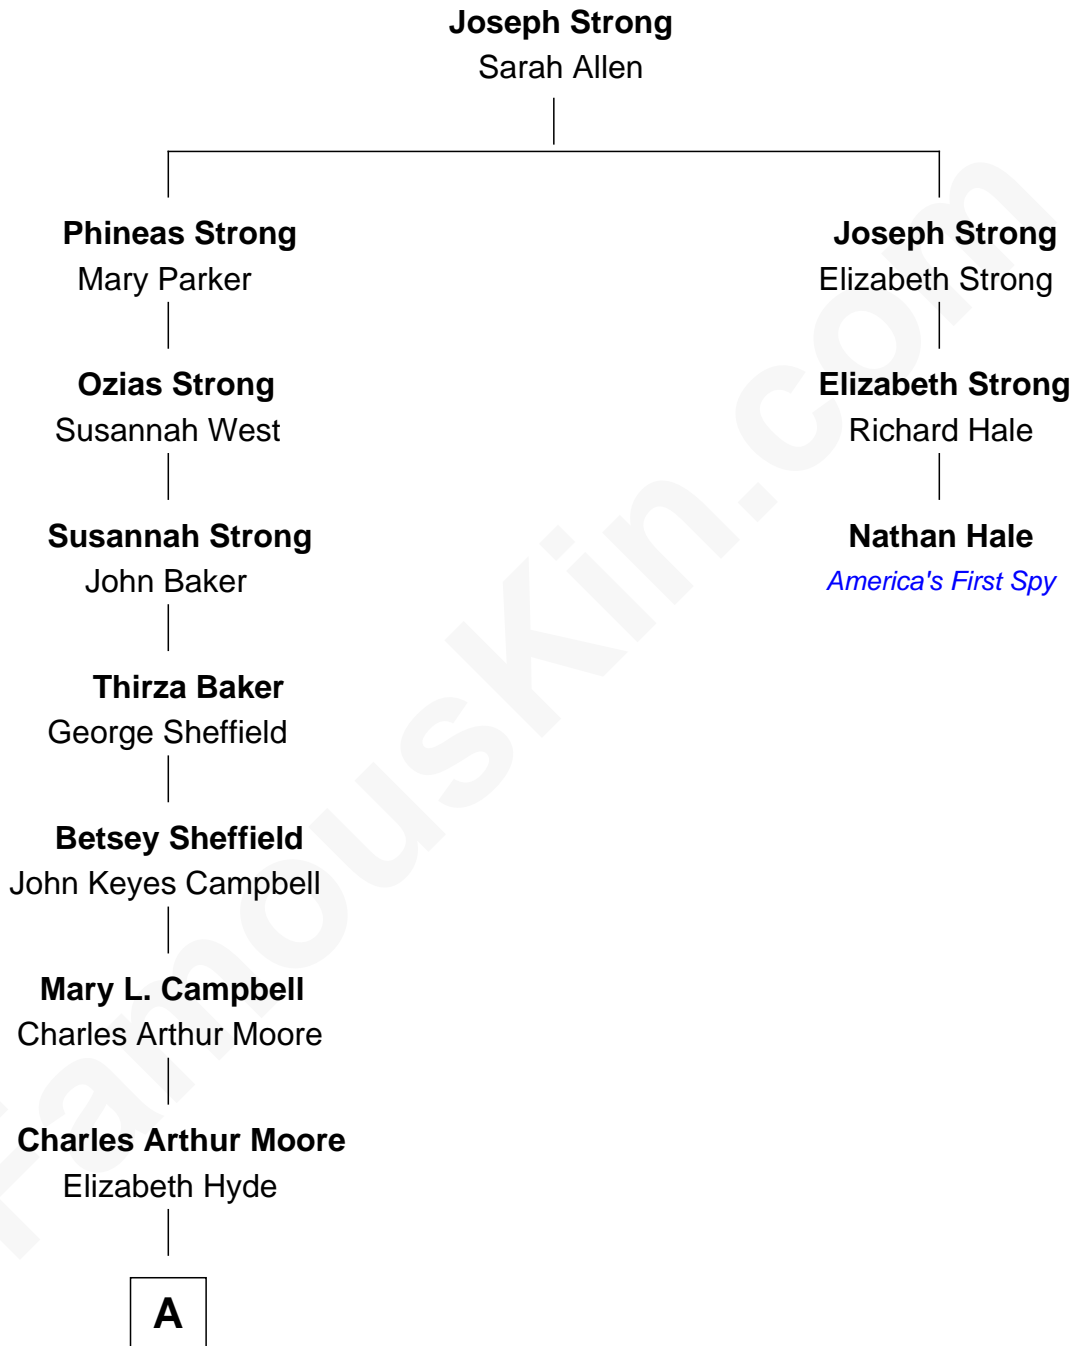 Joseph Strong
Sarah Allen
Phineas Strong
Mary Parker
Joseph Strong
Elizabeth Strong
Ozias Strong
Susannah West
Elizabeth Strong
Richard Hale
Susannah Strong
John Baker
Nathan Hale
America's First Spy
Thirza Baker
George Sheffield
Betsey Sheffield
John Keyes Campbell
Mary L. Campbell
Charles Arthur Moore
Charles Arthur Moore
Elizabeth Hyde
A
FamousKin.com